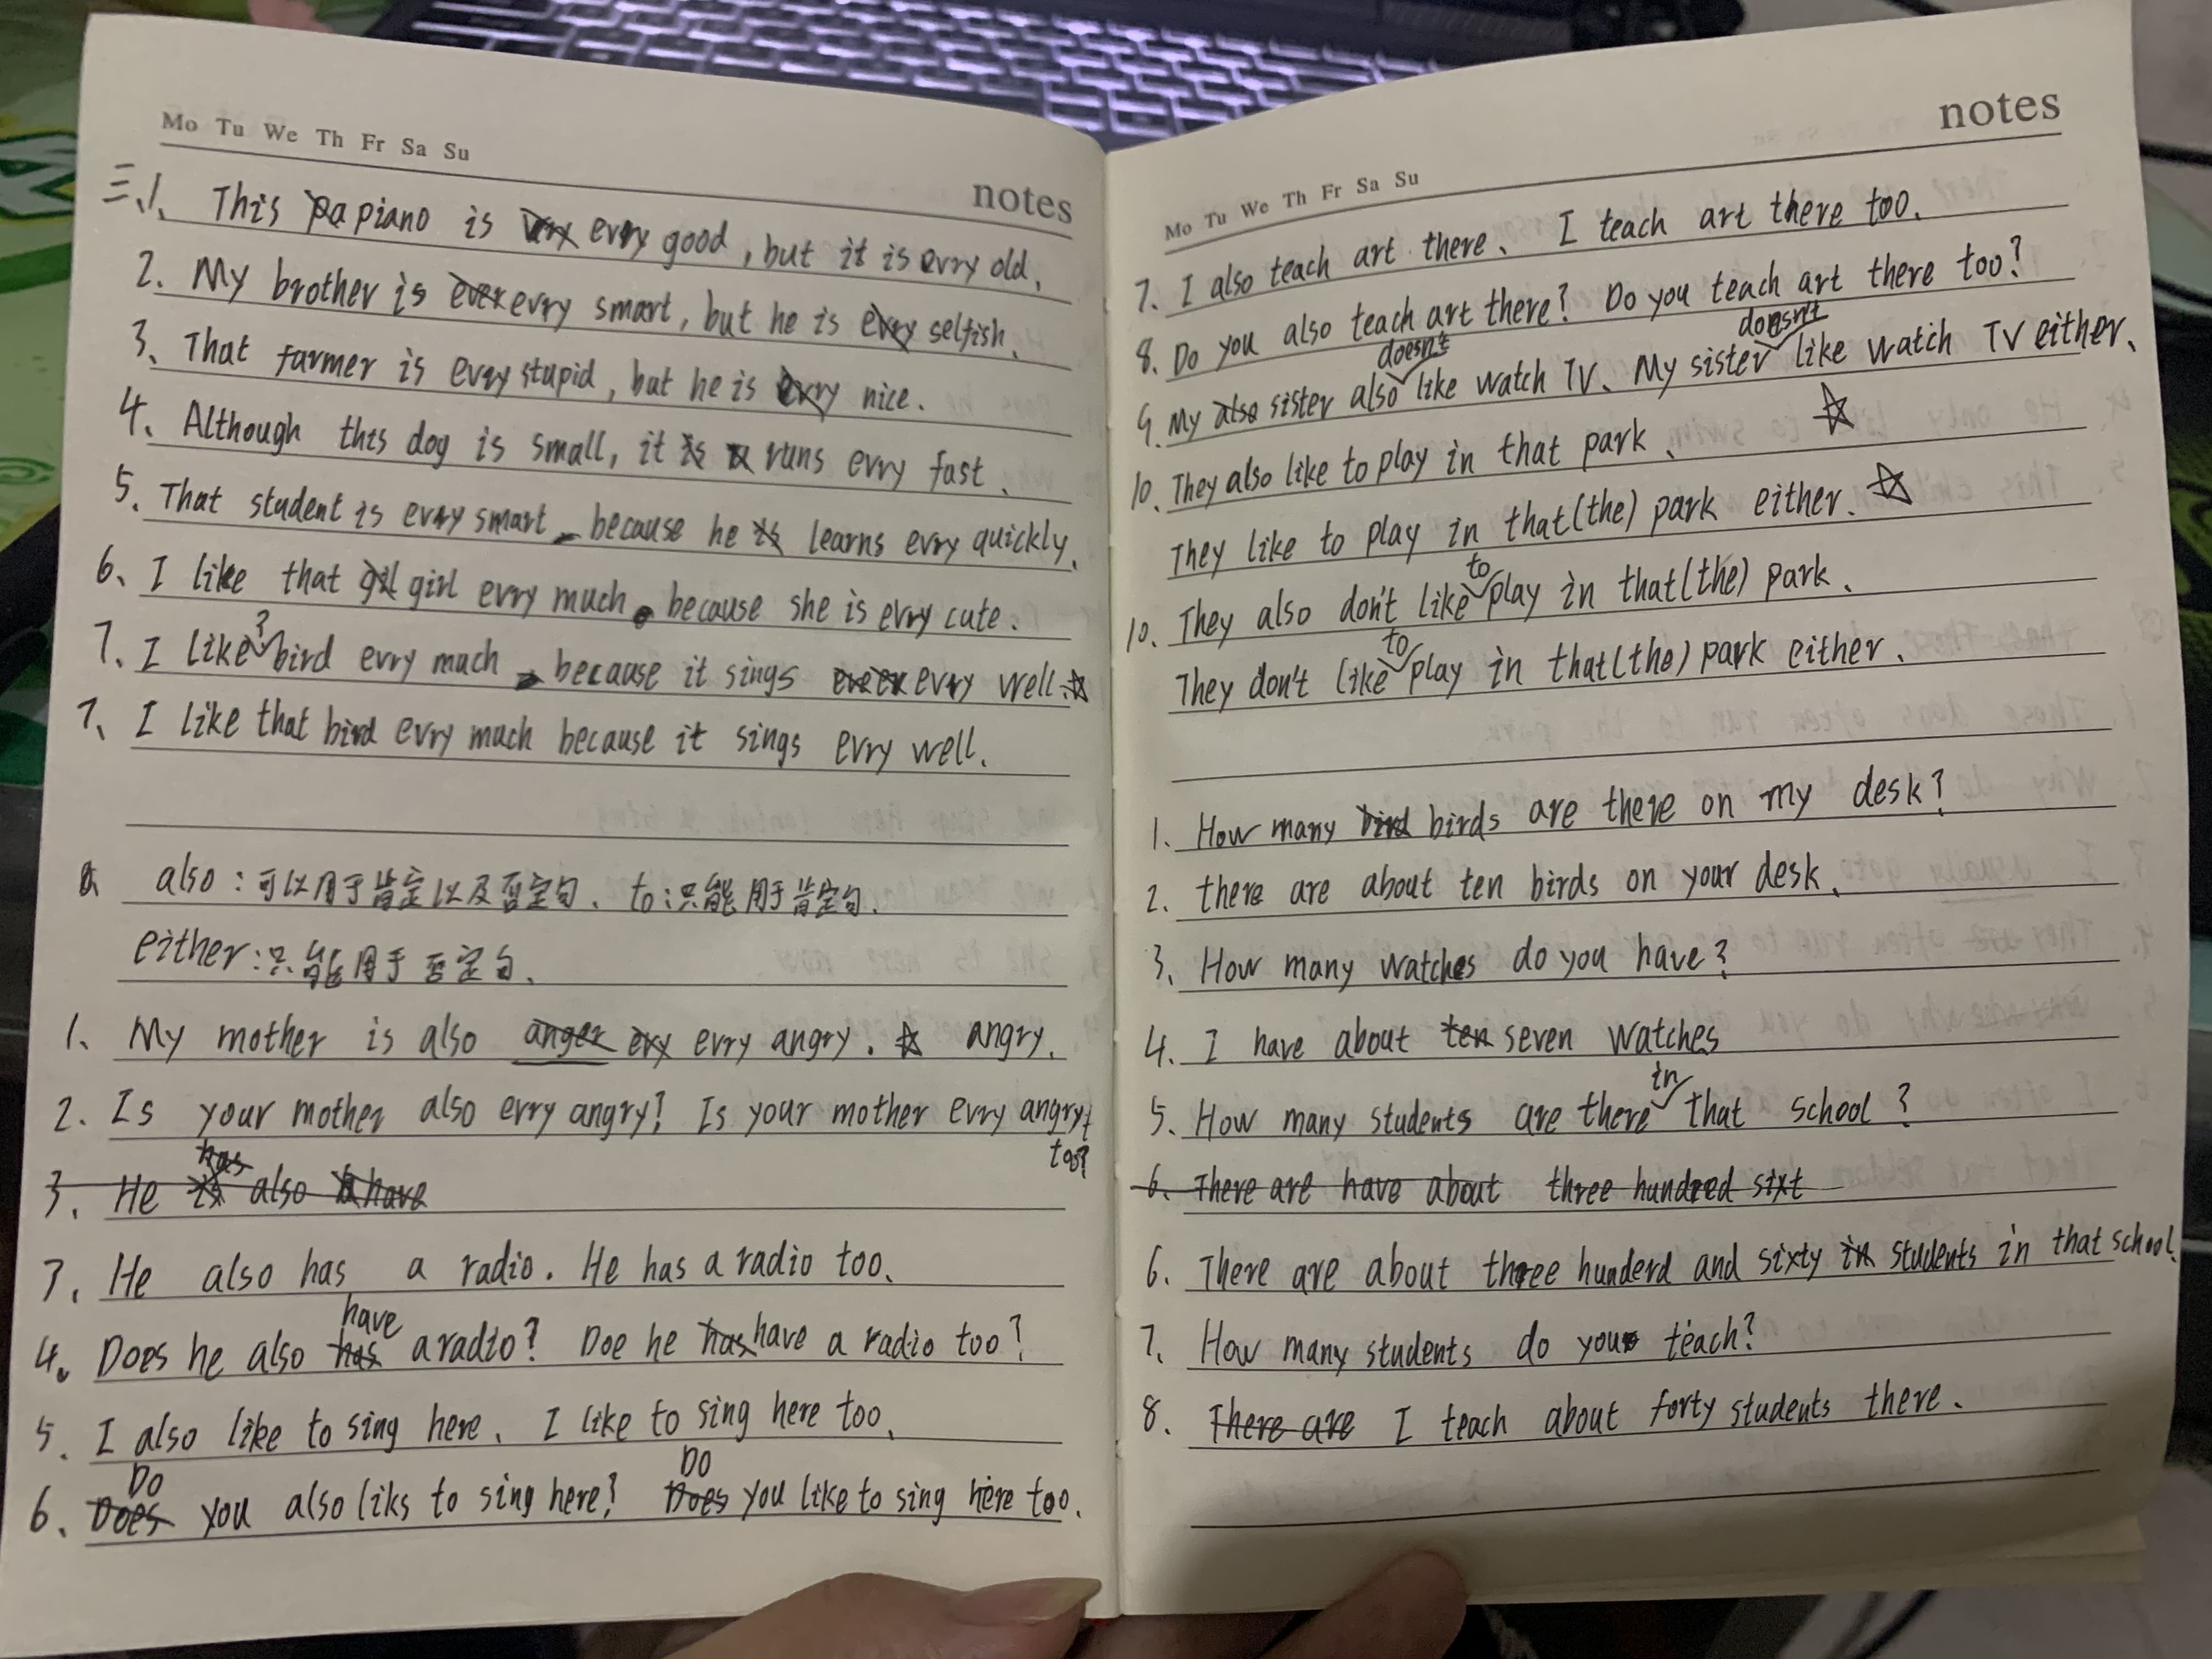 Mo Tu We Th Fr Sa Su
notes
三、1、 This piano is evry good, but it is evry old.
2. My brother is evry smart, but he is selfish.
3、 That farmer is evry stupid, but he is nice.
4、 Although this dog is small, it runs evry fast.
5. That student is evry smart because he learns evry quickly.
6、 I like that girl evry much because she is evry cute.
7、 I like ? bird evry much because it sings evry well.☆
7、 I like that bird evry much because it sings evry well.
also：可以用于肯定以及否定句、to：只能用于肯定句.
either：只能用于否定句.
1、 My mother is also evry angry. ☆ angry.
2. Is your mother also evry angry? Is your mother evry angry
too?
3. He has also have
3. He also has a radio. He has a radio too.
4. Does he also have a radio? Doe he have a radio too?
5. I also like to sing here. I like to sing here too.
6. Do you also liks to sing here? Do you like to sing here too.
Mo Tu We Th Fr Sa Su
notes
7. I also teach art there. I teach art there too.
8. Do you also teach art there? Do you teach art there too?
9. My sister also doesn't like watch TV. My sister doesn't like watch TV either.
10. They also like to play in that park. ☆
They like to play in that(the) park either. ☆
10. They also don't like to play in that(the) park.
They don't like to play in that(the) park either.
1. How many birds are there on my desk?
2. there are about ten birds on your desk.
3. How many watches do you have?
4. I have about seven watches
5. How many students are there in that school?
6. There are have about three hundred sixt
6. There are about three hunderd and sixty students in that school.
7. How many students do you teach?
8. I teach about forty students there.